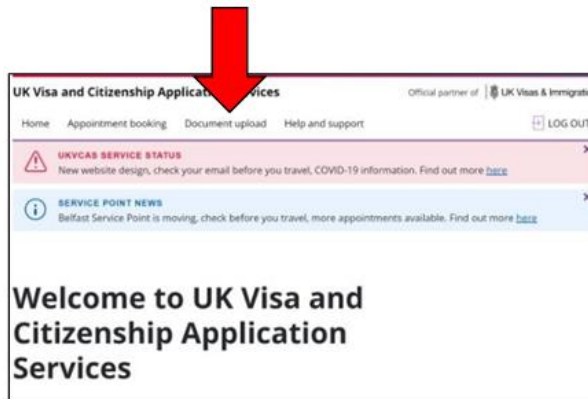 UK Visa and Citizenship Application Services Official partner of UK Visas & Immigratio
Home Appointment booking Document upload Help and support LOG OUT
UKVCAS SERVICE STATUS
New website design, check your email before you travel, COVID-19 information. Find out more here
SERVICE POINT NEWS
Belfast Service Point is moving, check before you travel, more appointments available. Find out more here
Welcome to UK Visa and
Citizenship Application
Services